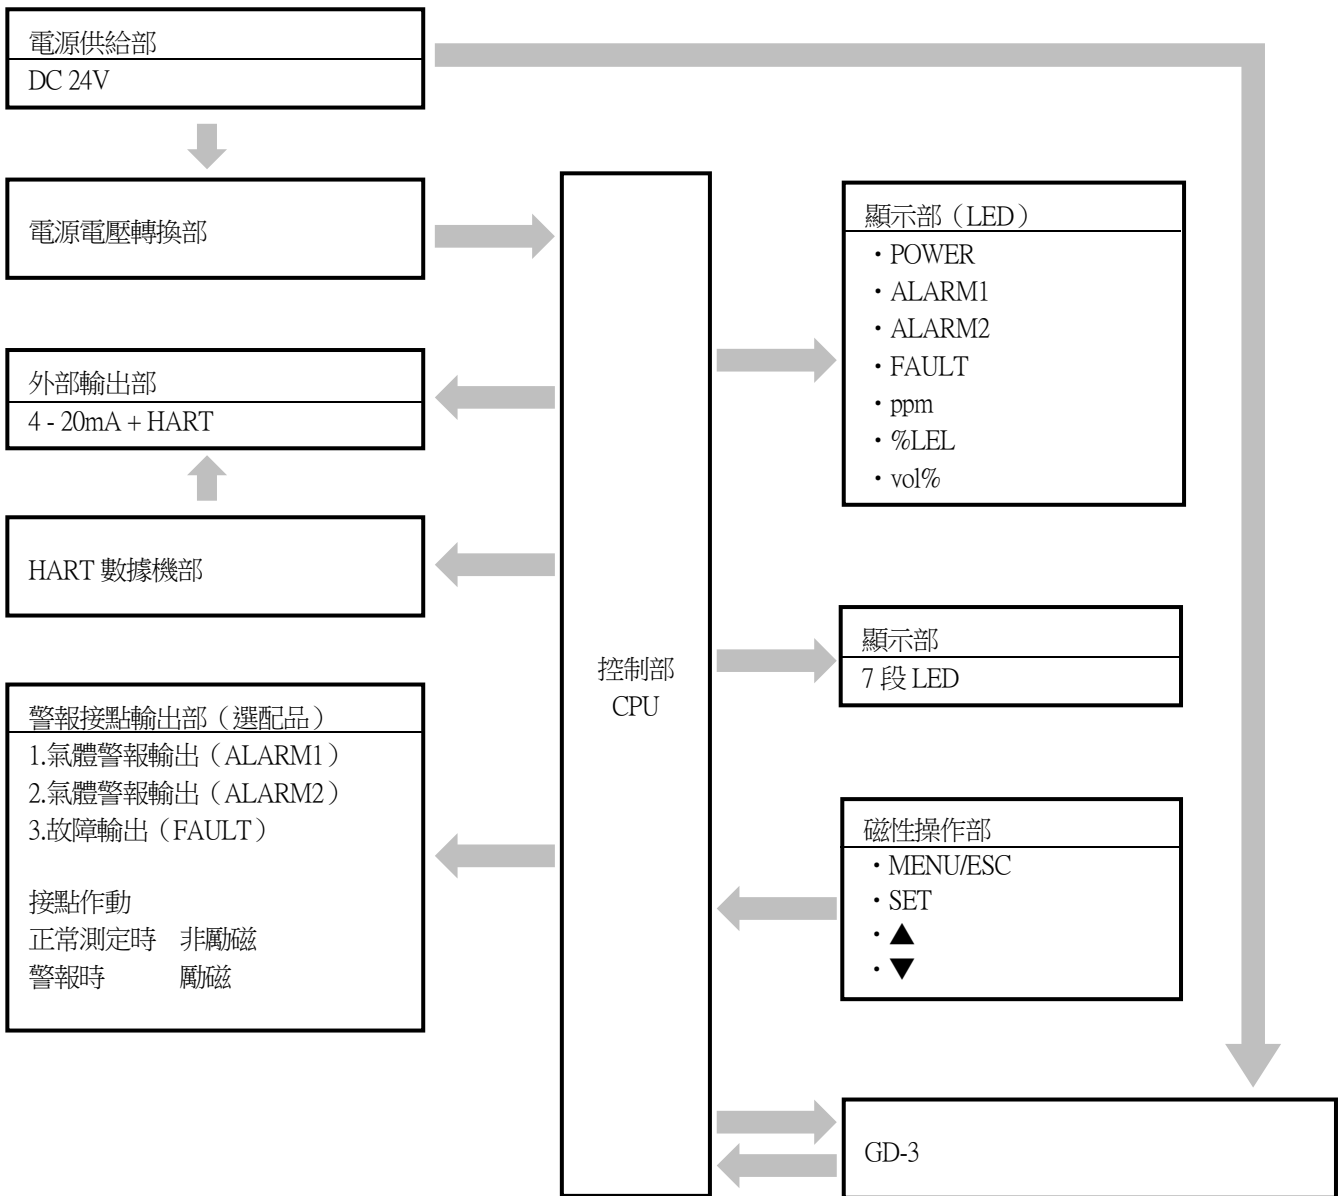 電源供給部
DC 24V
電源電壓轉換部
外部輸出部
4 - 20mA + HART
HART 數據機部
警報接點輸出部（選配品）
1.氣體警報輸出（ALARM1）
2.氣體警報輸出（ALARM2）
3.故障輸出（FAULT）
接點作動
正常測定時　非勵磁
警報時　　　勵磁
控制部
CPU
顯示部（LED）
・POWER
・ALARM1
・ALARM2
・FAULT
・ppm
・%LEL
・vol%
顯示部
7 段 LED
磁性操作部
・MENU/ESC
・SET
・▲
・▼
GD-3